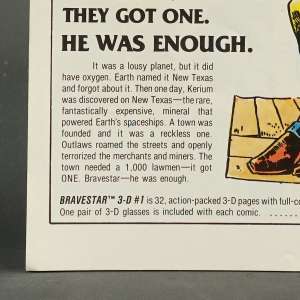 THEY GOT ONE.
HE WAS ENOUGH.
It was a lousy planet, but it did
have oxygen. Earth named it New Texas
and forgot about it. Then one day, Kerium
was discovered on New Texas—the rare,
fantastically expensive, mineral that
powered Earth's spaceships. A town was
founded and it was a reckless one.
Outlaws roamed the streets and openly
terrorized the merchants and miners. The
town needed a 1,000 lawmen—it got
ONE. Bravestar—he was enough.
BRAVESTAR™ 3-D #1 is 32, action-packed 3-D pages with full-co
One pair of 3-D glasses is included with each comic. ......